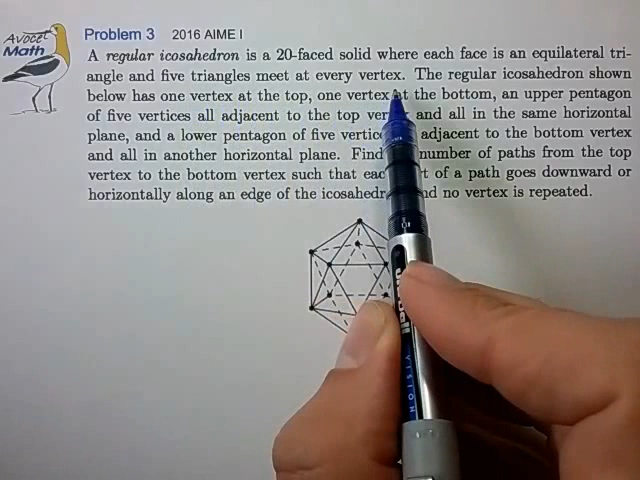 Avocet
Math
Problem 3 2016 AIME I
A regular icosahedron is a 20-faced solid where each face is an equilateral tri-
angle and five triangles meet at every vertex. The regular icosahedron shown
below has one vertex at the top, one vertex at the bottom, an upper pentagon
of five vertices all adjacent to the top and all in the same horizontal
plane, and a lower pentagon of five adjacent to the bottom vertex
and all in another horizontal plane. Find number of paths from the top
vertex to the bottom vertex such that of a path goes downward or
horizontally along an edge of the and no vertex is repeated.
VISION